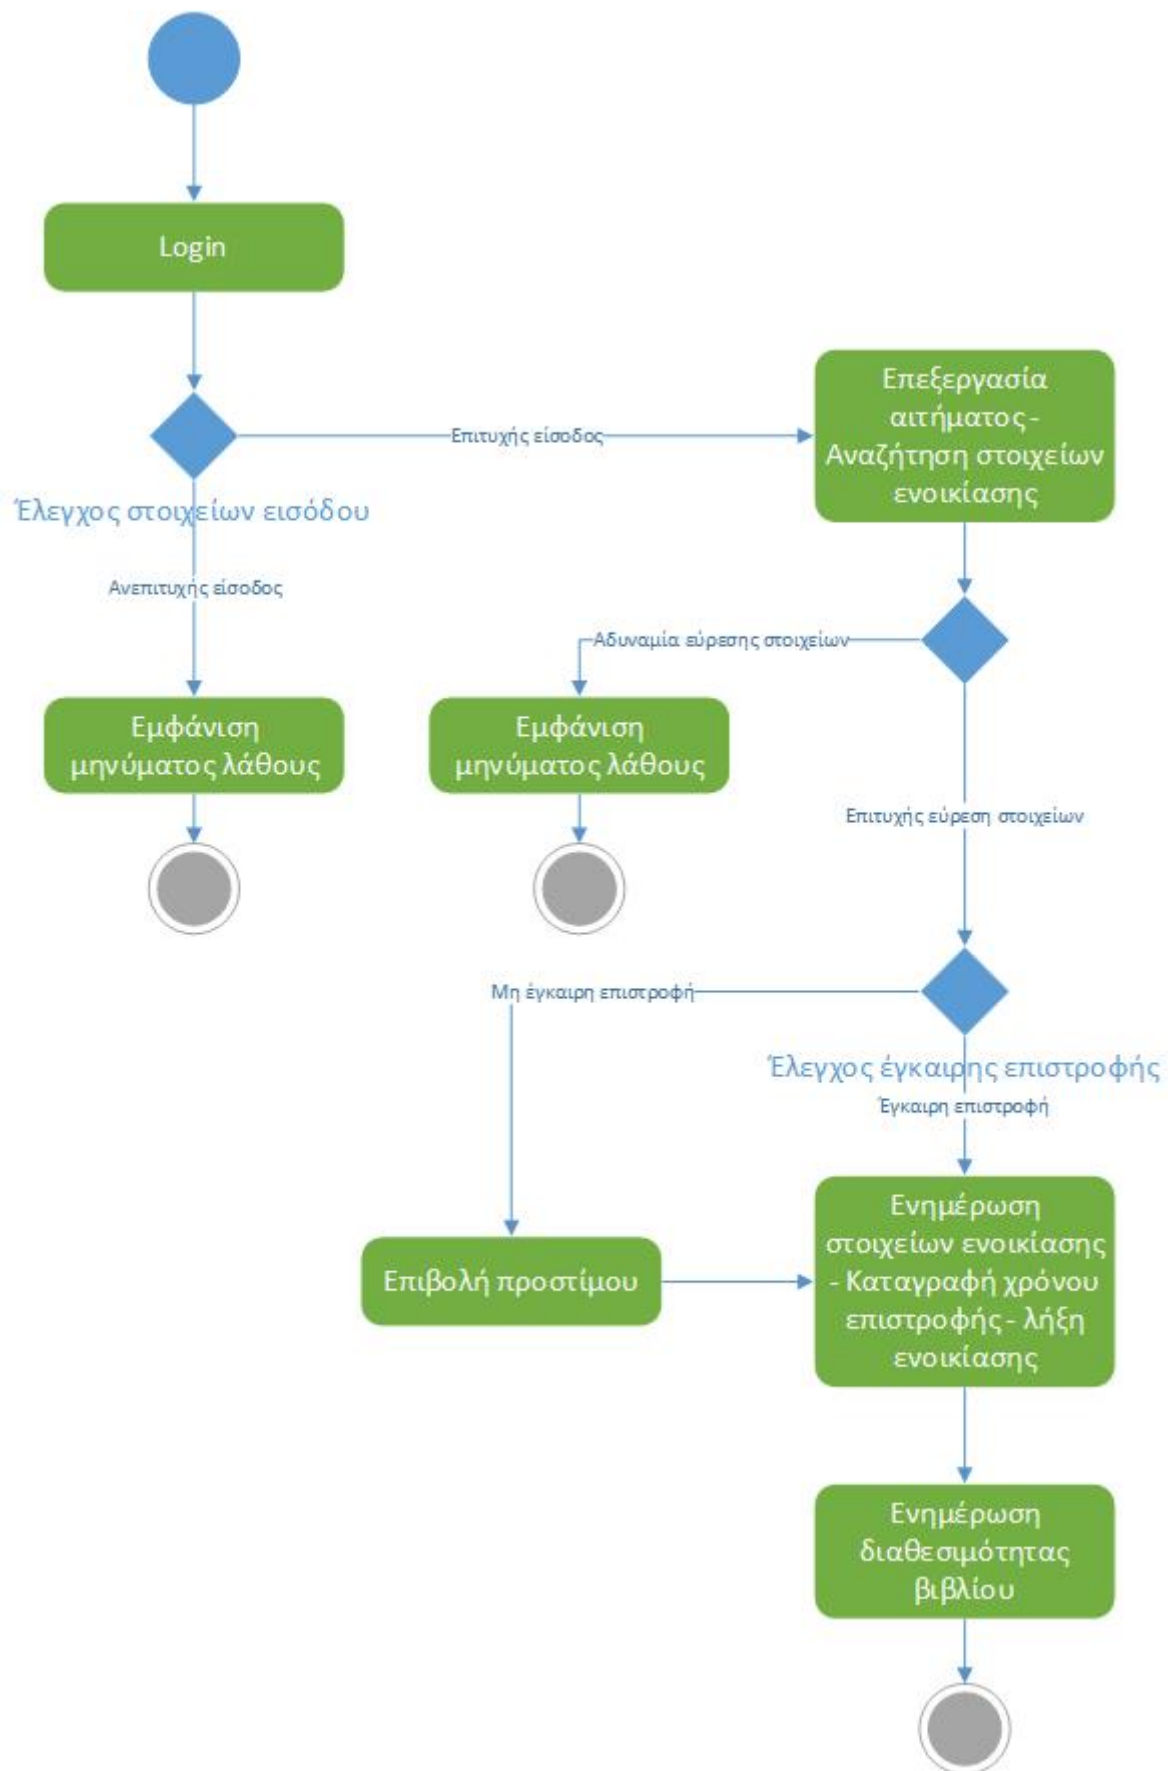 Login
Επιτυχής είσοδος
Επεξεργασία
αιτήματος -
Αναζήτηση στοιχείων
ενοικίασης
Έλεγχος στοιχείων εισόδου
Ανεπιτυχής είσοδος
Αδυναμία εύρεσης στοιχείων
Εμφάνιση
μηνύματος λάθους
Εμφάνιση
μηνύματος λάθους
Επιτυχής εύρεση στοιχείων
Μη έγκαιρη επιστροφή
Έλεγχος έγκαιρης επιστροφής
Έγκαιρη επιστροφή
Επιβολή προστίμου
Ενημέρωση
στοιχείων ενοικίασης
- Καταγραφή χρόνου
επιστροφής - λήξη
ενοικίασης
Ενημέρωση
διαθεσιμότητας
βιβλίου